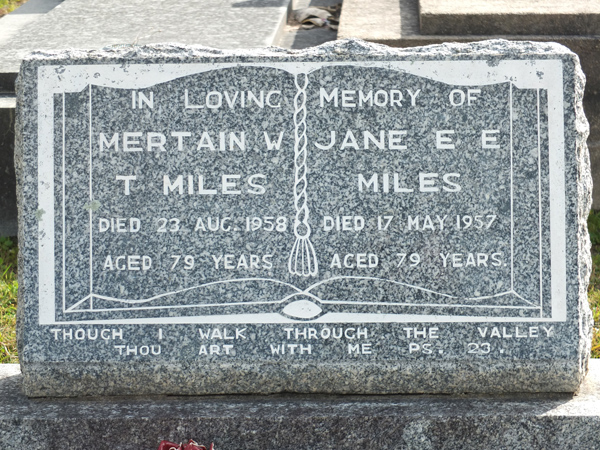 IN LOVING MEMORY OF
MERTAIN W
T MILES
DIED 23 AUG. 1958
AGED 79 YEARS
JANE E E
MILES
DIED 17 MAY 1957
AGED 79 YEARS
THOUGH I WALK THROUGH THE VALLEY
THOU ART WITH ME PS. 23.